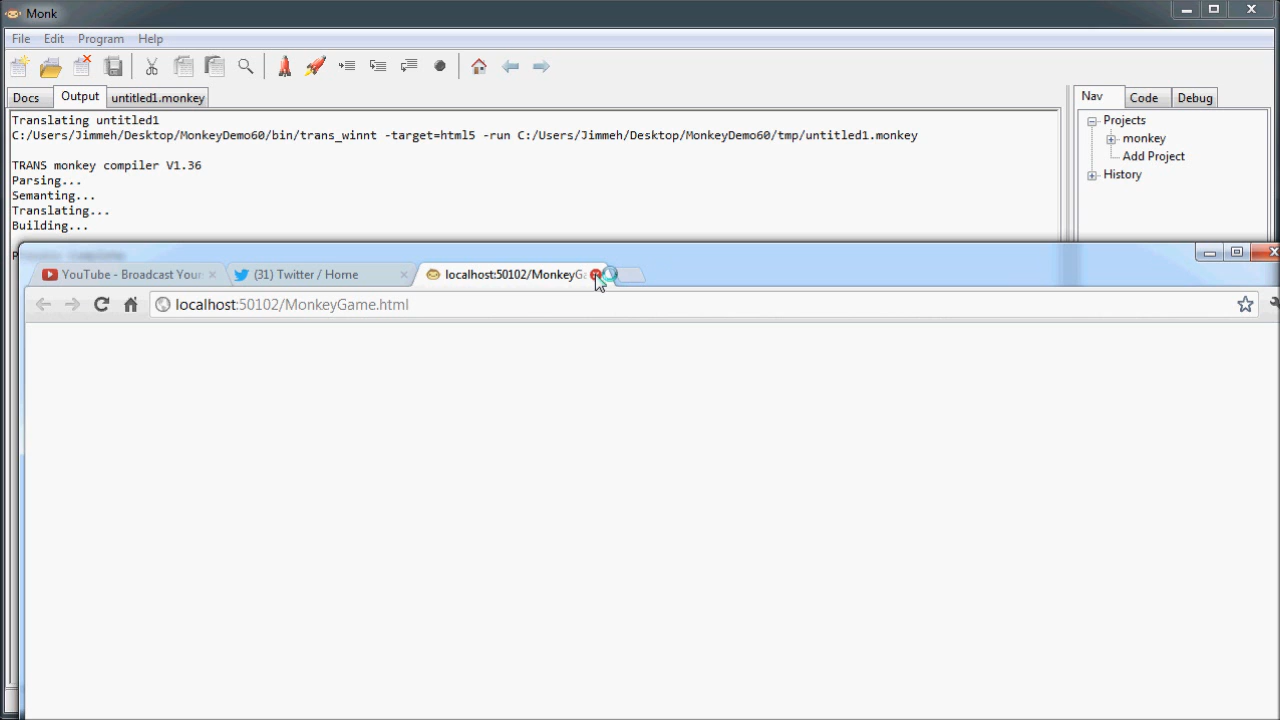 Monk
File Edit Program Help
Docs Output untitled1.monkey
Nav Code Debug
Translating untitled1
C:/Users/Jimmeh/Desktop/MonkeyDemo60/bin/trans_winnt -target=html5 -run C:/Users/Jimmeh/Desktop/MonkeyDemo60/tmp/untitled1.monkey
TRANS monkey compiler V1.36
Parsing...
Semanting...
Translating...
Building...
Projects
monkey
Add Project
History
YouTube - Broadcast Your (31) Twitter / Home localhost:50102/MonkeyGa
localhost:50102/MonkeyGame.html